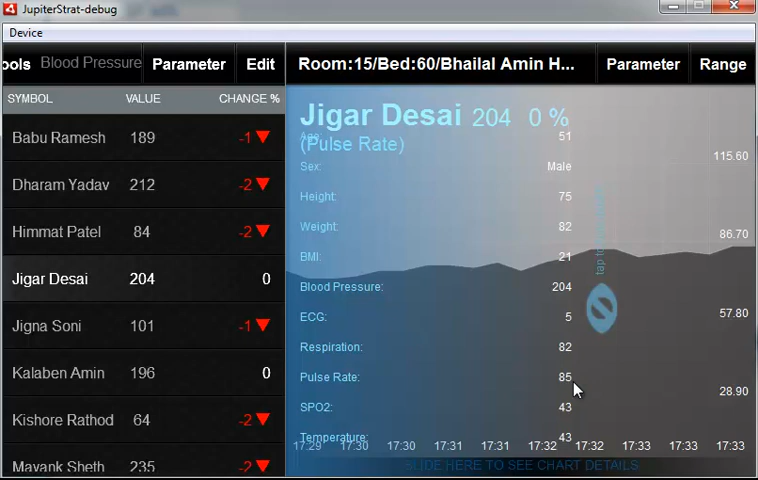 JupiterStrat-debug
Device
ools Blood Pressure Parameter Edit
Room:15/Bed:60/Bhailal Amin H... Parameter Range
SYMBOL VALUE CHANGE %
Babu Ramesh 189 -1
Dharam Yadav 212 -2
Himmat Patel 84 -2
Jigar Desai 204 0
Jigna Soni 101 -1
Kalaben Amin 196 0
Kishore Rathod 64 -2
Mayank Sheth 235 -2
Jigar Desai 204 0 %
(Pulse Rate)
Age: 51
Sex: Male
Height: 75
Weight: 82
BMI: 21
Blood Pressure: 204
ECG: 5
Respiration: 82
Pulse Rate: 85
SPO2: 43
Temperature: 43
tap for
115.60
86.70
57.80
28.90
17:29 17:30 17:30 17:31 17:31 17:32 17:32 17:33 17:33 17:33
SLIDE HERE TO SEE CHART DETAILS